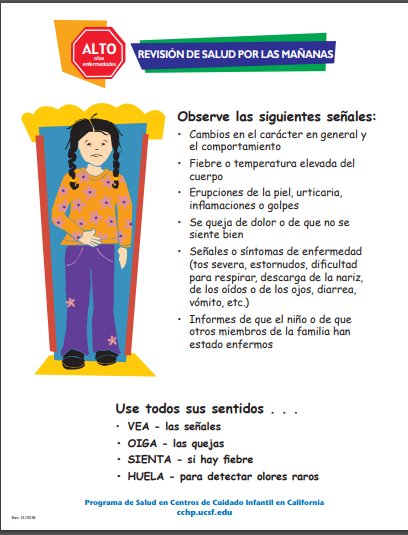 ALTO
a las
enfermedades
REVISIÓN DE SALUD POR LAS MAÑANAS
Observe las siguientes señales:
• Cambios en el carácter en general y
el comportamiento
• Fiebre o temperatura elevada del
cuerpo
• Erupciones de la piel, urticaria,
inflamaciones o golpes
• Se queja de dolor o de que no se
siente bien
• Señales o síntomas de enfermedad
(tos severa, estornudos, dificultad
para respirar, descarga de la nariz,
de los oídos o de los ojos, diarrea,
vómito, etc.)
• Informes de que el niño o de que
otros miembros de la familia han
estado enfermos
Use todos sus sentidos . . .
• VEA - las señales
• OIGA - las quejas
• SIENTA - si hay fiebre
• HUELA - para detectar olores raros
Programa de Salud en Centros de Cuidado Infantil en California
cchp.ucsf.edu